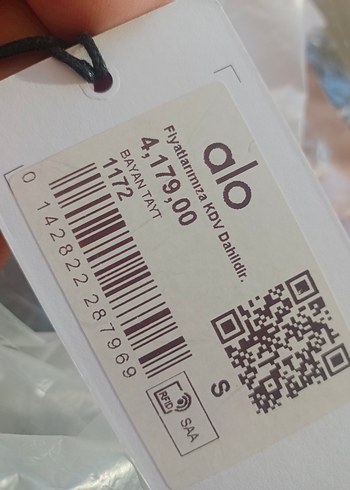 alo
Fiyatlarımıza KDV Dahildir.
4,179,00
BAYAN TAYT
1172
0 142822 287969
S
RFID
SAA